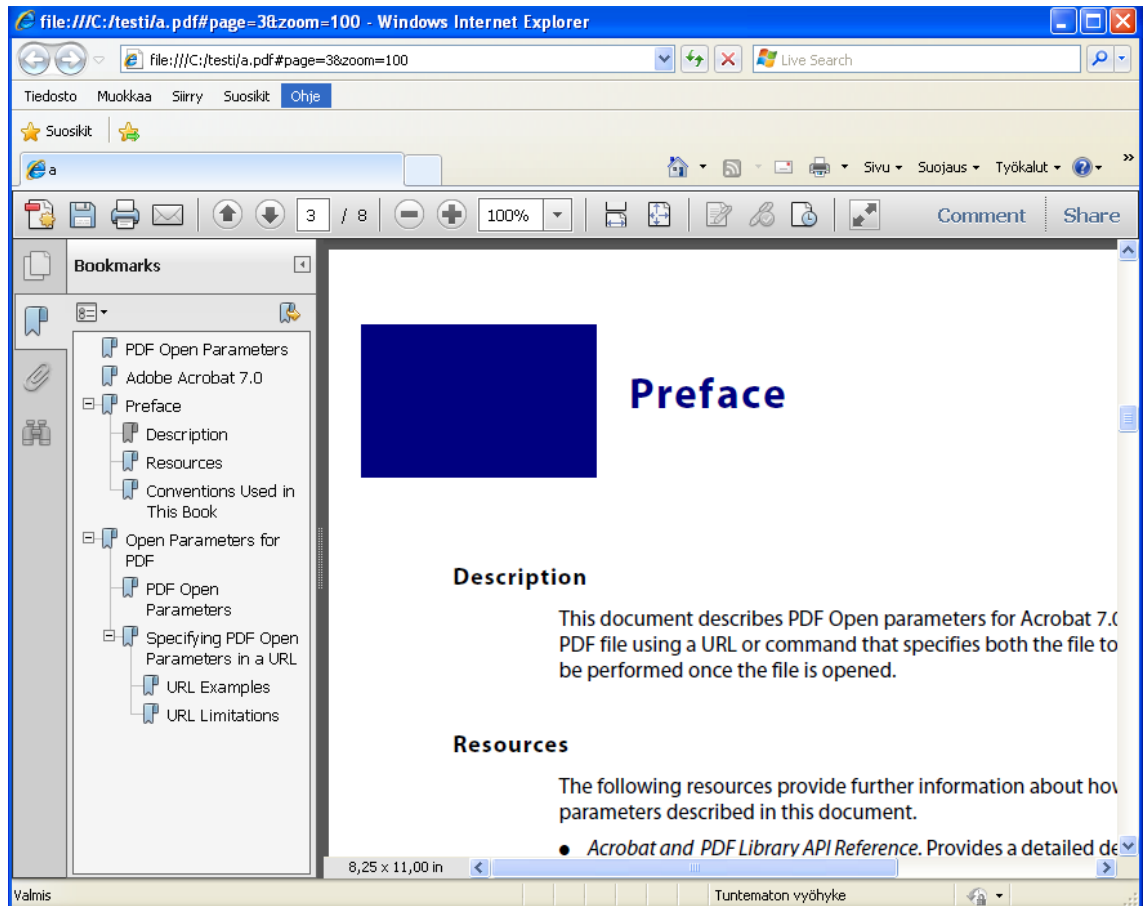 file:///C:/testi/a.pdf#page=3&zoom=100 - Windows Internet Explorer
file:///C:/testi/a.pdf#page=3&zoom=100
Live Search
Tiedosto Muokkaa Siirry Suosikit Ohje
Suosikit
a
Sivu Suojaus Työkalut »
3 / 8 100% Comment Share
Bookmarks
PDF Open Parameters
Adobe Acrobat 7.0
Preface
Description
Resources
Conventions Used in
This Book
Open Parameters for
PDF
PDF Open
Parameters
Specifying PDF Open
Parameters in a URL
URL Examples
URL Limitations
Preface
Description
This document describes PDF Open parameters for Acrobat 7.0
PDF file using a URL or command that specifies both the file to
be performed once the file is opened.
Resources
The following resources provide further information about how
parameters described in this document.
● Acrobat and PDF Library API Reference. Provides a detailed de
8,25 x 11,00 in
Valmis
Tuntematon vyöhyke